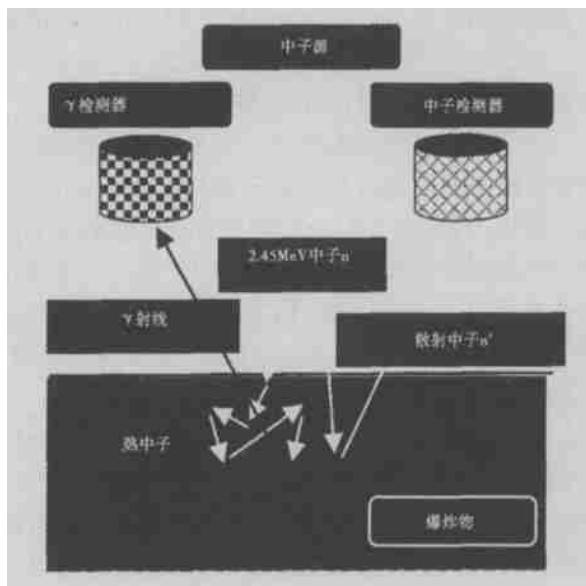 中子源
γ检测器
中子检测器
2.45MeV中子n
γ射线
散射中子n'
热中子
爆炸物